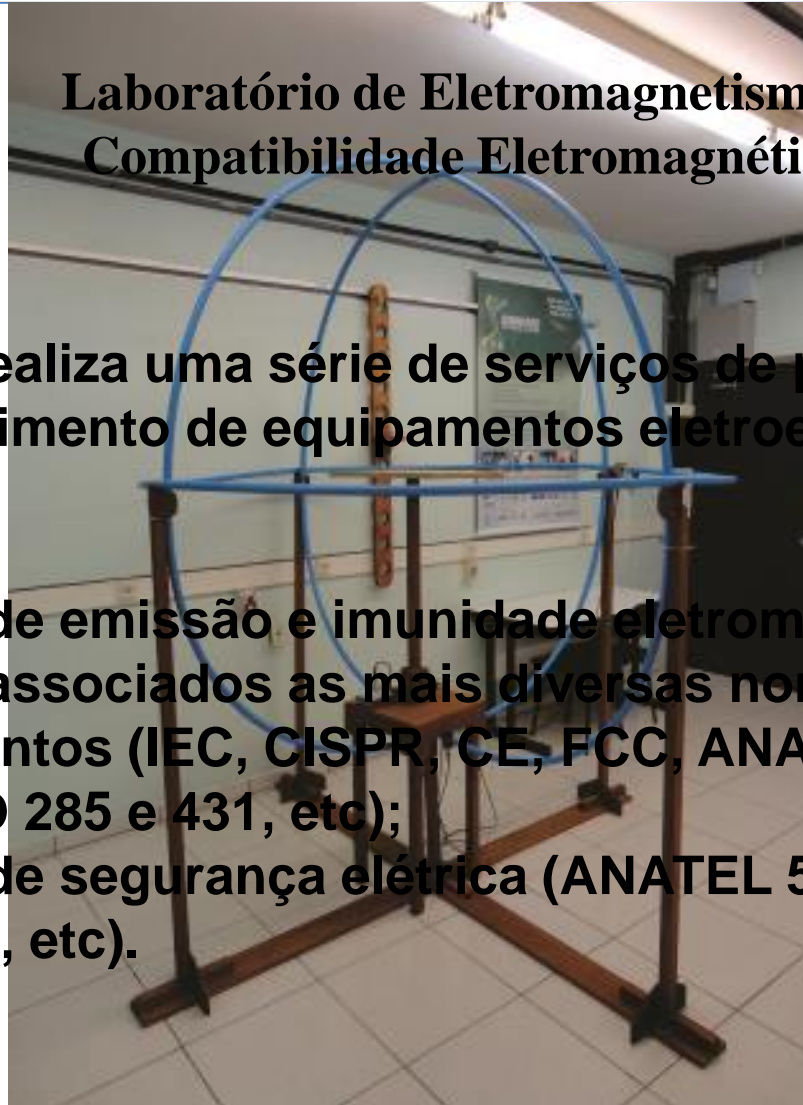 Laboratório de Eletromagnetism
Compatibilidade Eletromagnéti
ealiza uma série de serviços de p
imento de equipamentos eletroe
de emissão e imunidade eletrom
associados as mais diversas nor
ntos (IEC, CISPR, CE, FCC, ANA
285 e 431, etc);
de segurança elétrica (ANATEL 5
, etc).